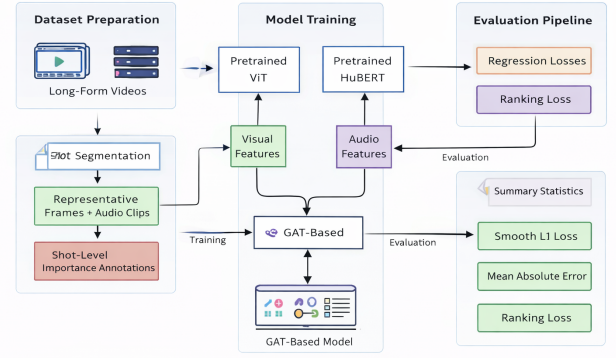 Dataset Preparation
Model Training
Evaluation Pipeline
Long-Form Videos
Pretrained
ViT
Pretrained
HuBERT
Regression Losses
Ranking Loss
Segmentation
Visual
Features
Audio
Features
Evaluation
Representative
Frames + Audio Clips
Shot-Level
Importance Annotations
Training
GAT-Based
Evaluation
Summary Statistics
Smooth L1 Loss
Mean Absolute Error
Ranking Loss
GAT-Based Model